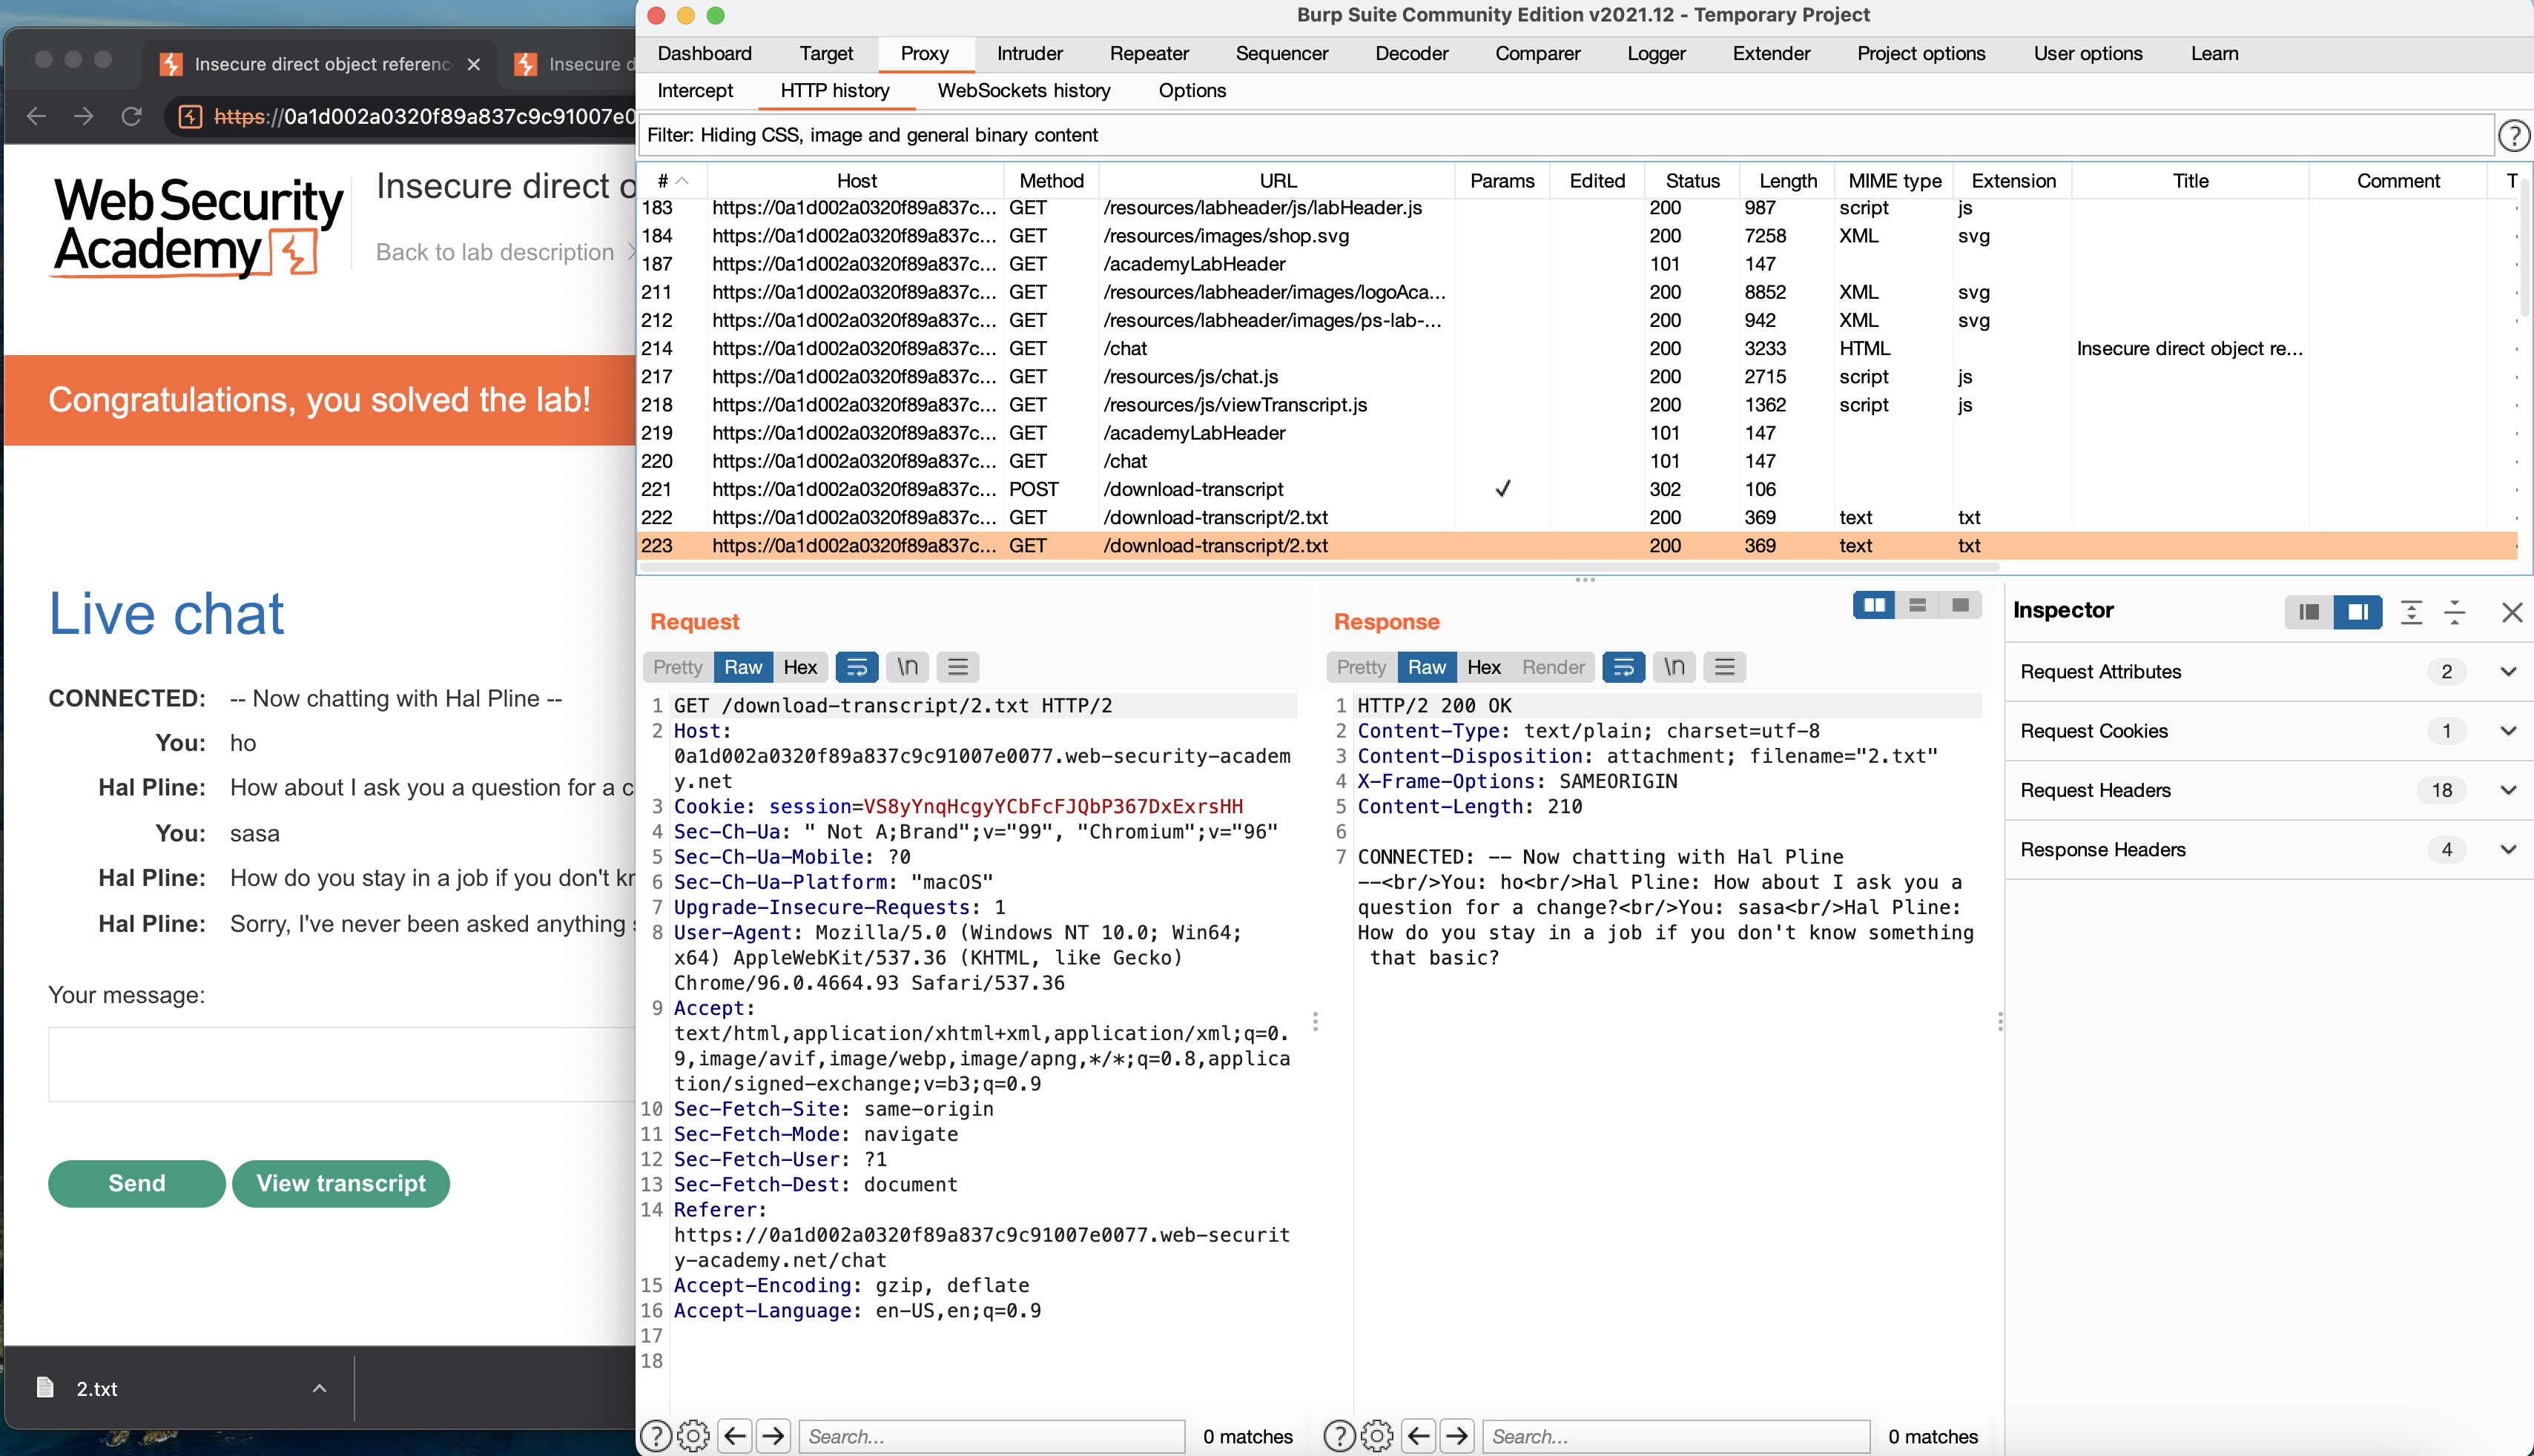 Insecure direct object referenc
Insecure d
https://0a1d002a0320f89a837c9c91007e0
WebSecurity
Academy
Insecure direct o
Back to lab description
Congratulations, you solved the lab!
Live chat
CONNECTED: -- Now chatting with Hal Pline --
You: ho
Hal Pline: How about I ask you a question for a c
You: sasa
Hal Pline: How do you stay in a job if you don't kn
Hal Pline: Sorry, I've never been asked anything s
Your message:
Send View transcript
2.txt
Burp Suite Community Edition v2021.12 - Temporary Project
Dashboard Target Proxy Intruder Repeater Sequencer Decoder Comparer Logger Extender Project options User options Learn
Intercept HTTP history WebSockets history Options
Filter: Hiding CSS, image and general binary content ?
# Host Method URL Params Edited Status Length MIME type Extension Title Comment T
183 https://0a1d002a0320f89a837c... GET /resources/labheader/js/labHeader.js 200 987 script js
184 https://0a1d002a0320f89a837c... GET /resources/images/shop.svg 200 7258 XML svg
187 https://0a1d002a0320f89a837c... GET /academyLabHeader 101 147
211 https://0a1d002a0320f89a837c... GET /resources/labheader/images/logoAca... 200 8852 XML svg
212 https://0a1d002a0320f89a837c... GET /resources/labheader/images/ps-lab-... 200 942 XML svg
214 https://0a1d002a0320f89a837c... GET /chat 200 3233 HTML Insecure direct object re...
217 https://0a1d002a0320f89a837c... GET /resources/js/chat.js 200 2715 script js
218 https://0a1d002a0320f89a837c... GET /resources/js/viewTranscript.js 200 1362 script js
219 https://0a1d002a0320f89a837c... GET /academyLabHeader 101 147
220 https://0a1d002a0320f89a837c... GET /chat 101 147
221 https://0a1d002a0320f89a837c... POST /download-transcript ✓ 302 106
222 https://0a1d002a0320f89a837c... GET /download-transcript/2.txt 200 369 text txt
223 https://0a1d002a0320f89a837c... GET /download-transcript/2.txt 200 369 text txt
Request
Pretty Raw Hex \n
1 GET /download-transcript/2.txt HTTP/2
2 Host:
0a1d002a0320f89a837c9c91007e0077.web-security-academ
y.net
3 Cookie: session=VS8yYnqHcgyYCbFcFJQbP367DxExrsHH
4 Sec-Ch-Ua: " Not A;Brand";v="99", "Chromium";v="96"
5 Sec-Ch-Ua-Mobile: ?0
6 Sec-Ch-Ua-Platform: "macOS"
7 Upgrade-Insecure-Requests: 1
8 User-Agent: Mozilla/5.0 (Windows NT 10.0; Win64;
x64) AppleWebKit/537.36 (KHTML, like Gecko)
Chrome/96.0.4664.93 Safari/537.36
9 Accept:
text/html,application/xhtml+xml,application/xml;q=0.
9,image/avif,image/webp,image/apng,*/*;q=0.8,applica
tion/signed-exchange;v=b3;q=0.9
10 Sec-Fetch-Site: same-origin
11 Sec-Fetch-Mode: navigate
12 Sec-Fetch-User: ?1
13 Sec-Fetch-Dest: document
14 Referer:
https://0a1d002a0320f89a837c9c91007e0077.web-securit
y-academy.net/chat
15 Accept-Encoding: gzip, deflate
16 Accept-Language: en-US,en;q=0.9
17
18
? Search... 0 matches
Response
Pretty Raw Hex Render \n
1 HTTP/2 200 OK
2 Content-Type: text/plain; charset=utf-8
3 Content-Disposition: attachment; filename="2.txt"
4 X-Frame-Options: SAMEORIGIN
5 Content-Length: 210
6
7 CONNECTED: -- Now chatting with Hal Pline
--<br/>You: ho<br/>Hal Pline: How about I ask you a
question for a change?<br/>You: sasa<br/>Hal Pline:
How do you stay in a job if you don't know something
that basic?
? Search... 0 matches
Inspector
Request Attributes 2
Request Cookies 1
Request Headers 18
Response Headers 4